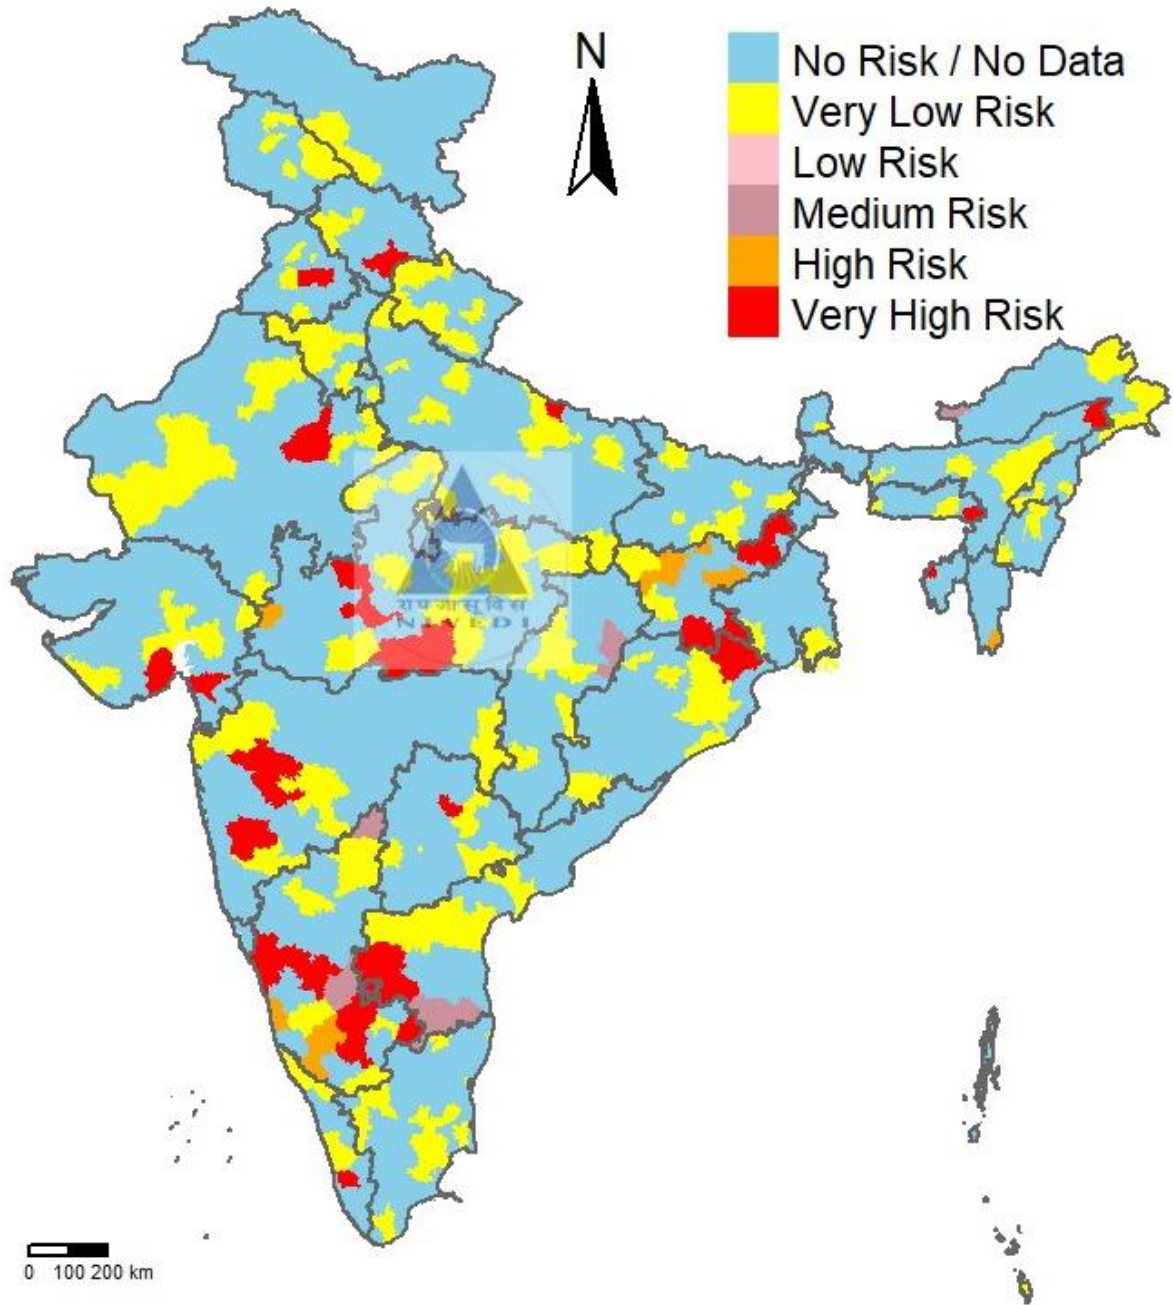 N
No Risk / No Data
Very Low Risk
Low Risk
Medium Risk
High Risk
Very High Risk
रा प जा सू वि सं
N I V E D I
0 100 200 km